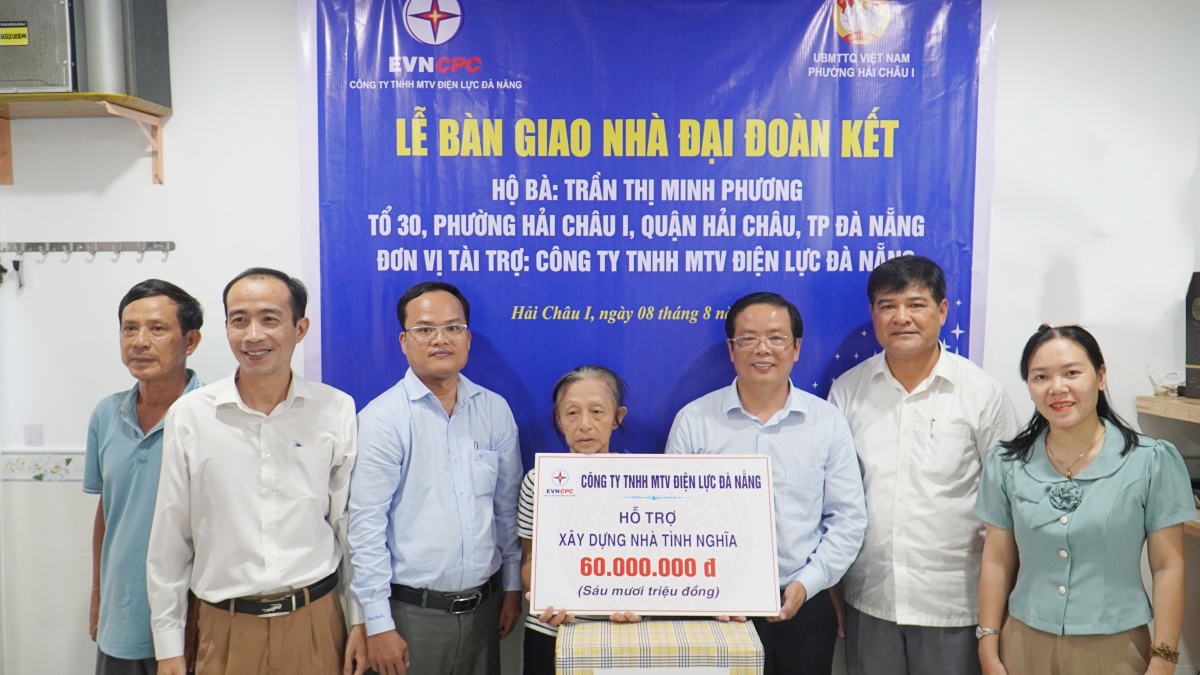 EVNCPC
CÔNG TY TNHH MTV ĐIỆN LỰC ĐÀ NẴNG
UBMTTQ VIỆT NAM
PHƯỜNG HẢI CHÂU I
LỄ BÀN GIAO NHÀ ĐẠI ĐOÀN KẾT
HỘ BÀ: TRẦN THỊ MINH PHƯƠNG
TỔ 30, PHƯỜNG HẢI CHÂU I, QUẬN HẢI CHÂU, TP ĐÀ NẴNG
ĐƠN VỊ TÀI TRỢ: CÔNG TY TNHH MTV ĐIỆN LỰC ĐÀ NẴNG
Hải Châu I, ngày 08 tháng 8
EVNCPC
CÔNG TY TNHH MTV ĐIỆN LỰC ĐÀ NẴNG
HỖ TRỢ
XÂY DỰNG NHÀ TÌNH NGHĨA
60.000.000 đ
(Sáu mươi triệu đồng)